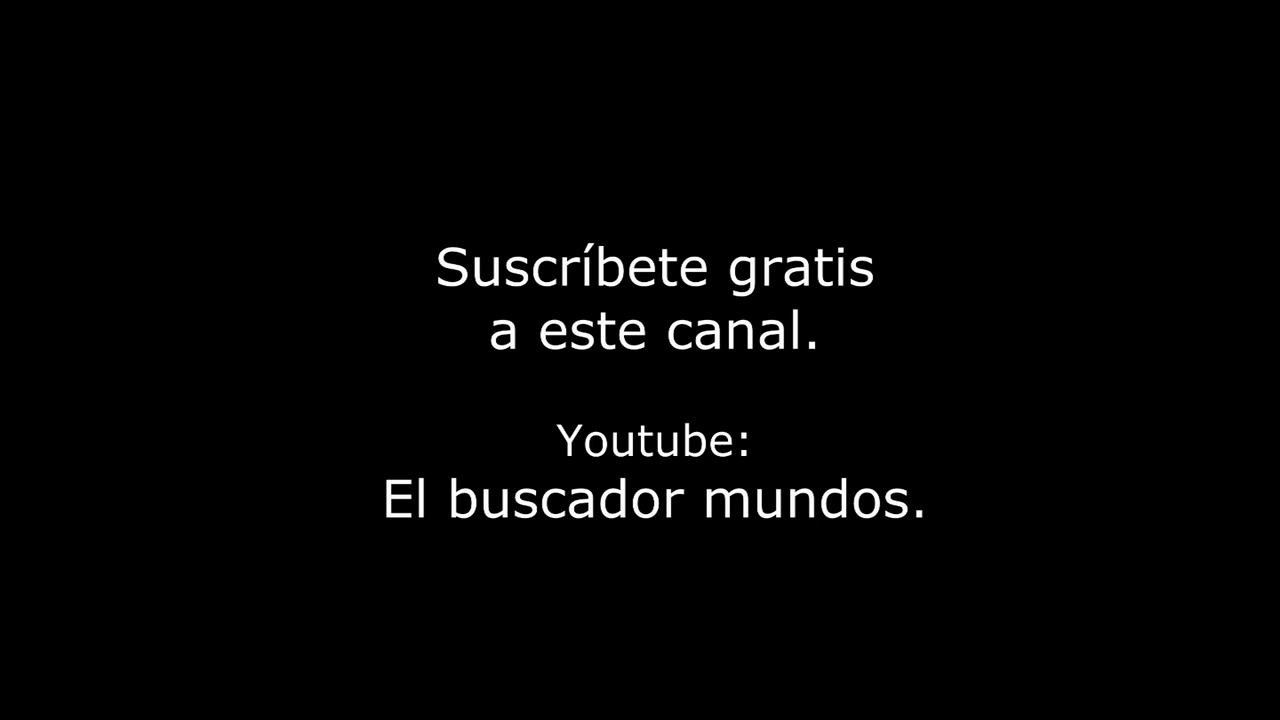 Suscríbete gratis
a este canal.
Youtube:
El buscador mundos.